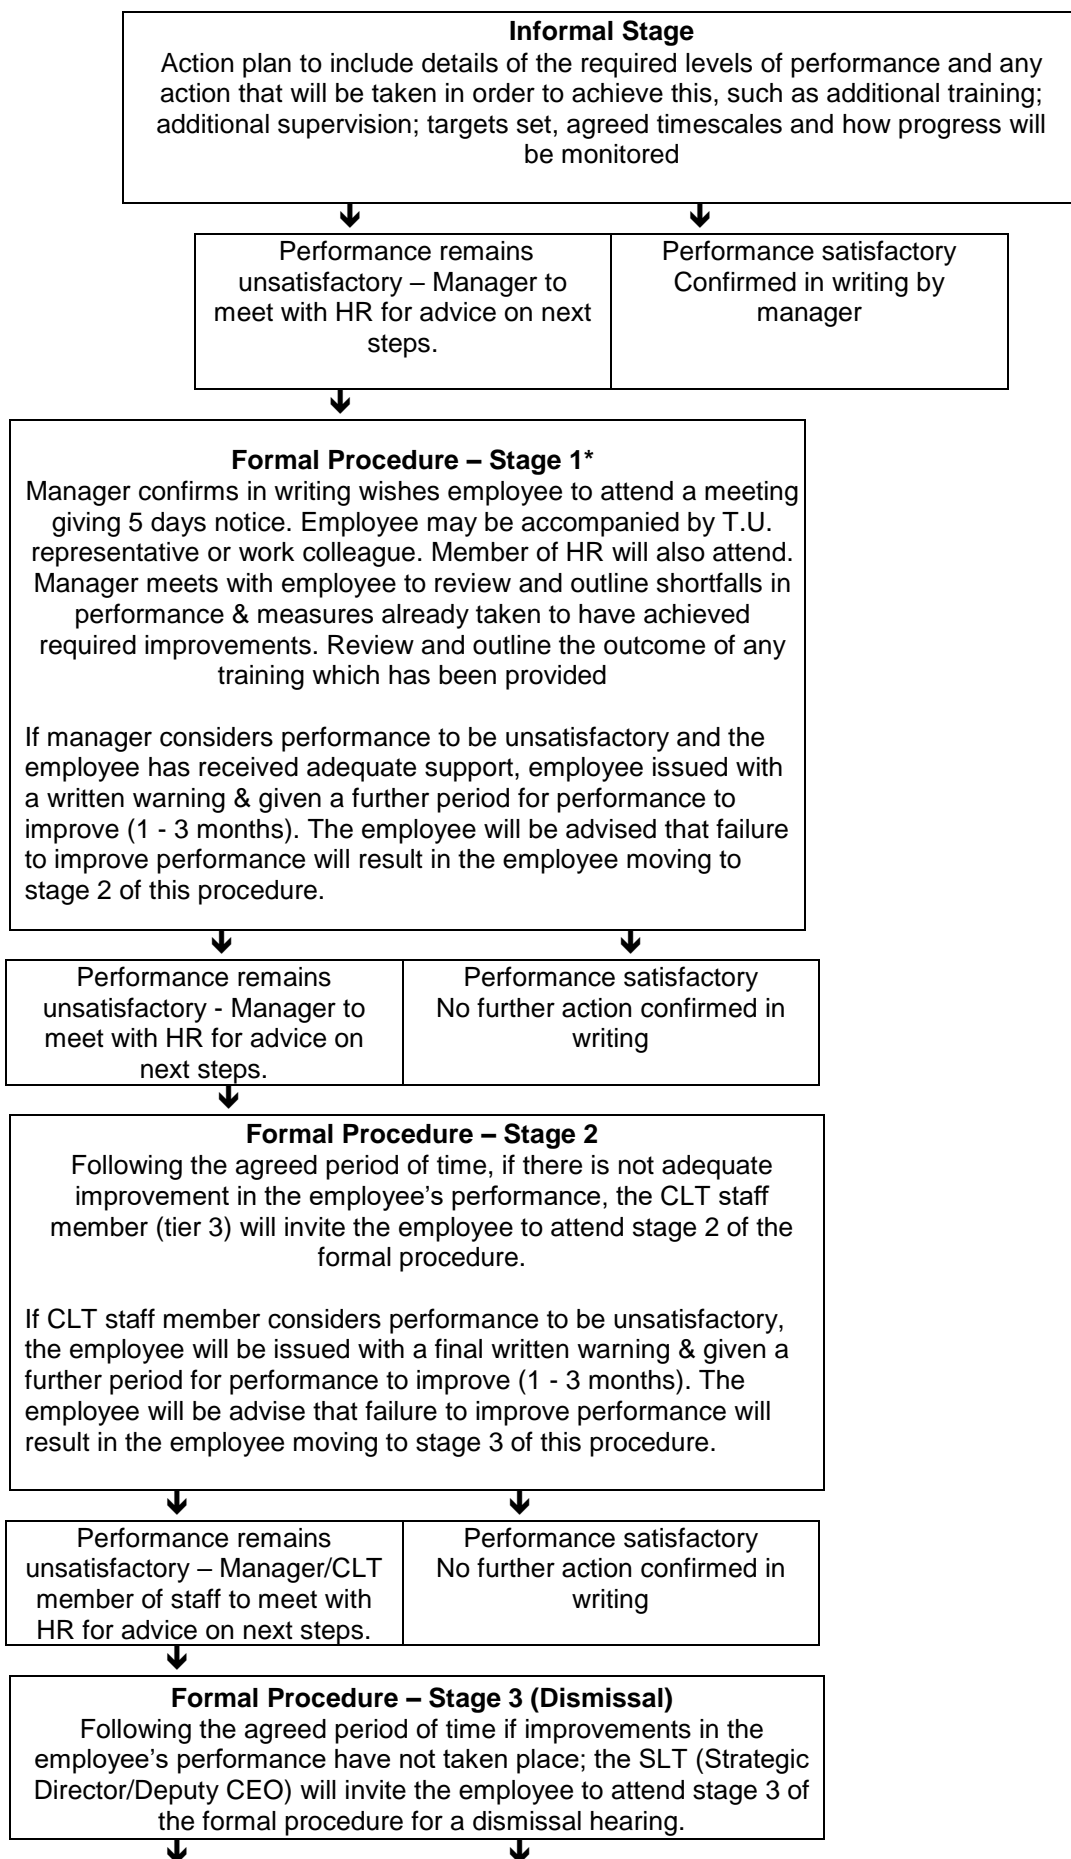 Informal Stage
Action plan to include details of the required levels of performance and any
action that will be taken in order to achieve this, such as additional training;
additional supervision; targets set, agreed timescales and how progress will
be monitored
Performance remains
unsatisfactory – Manager to
meet with HR for advice on next
steps.
Performance satisfactory
Confirmed in writing by
manager
Formal Procedure – Stage 1*
Manager confirms in writing wishes employee to attend a meeting
giving 5 days notice. Employee may be accompanied by T.U.
representative or work colleague. Member of HR will also attend.
Manager meets with employee to review and outline shortfalls in
performance & measures already taken to have achieved
required improvements. Review and outline the outcome of any
training which has been provided
If manager considers performance to be unsatisfactory and the
employee has received adequate support, employee issued with
a written warning & given a further period for performance to
improve (1 - 3 months). The employee will be advised that failure
to improve performance will result in the employee moving to
stage 2 of this procedure.
Performance remains
unsatisfactory - Manager to
meet with HR for advice on
next steps.
Performance satisfactory
No further action confirmed in
writing
Formal Procedure – Stage 2
Following the agreed period of time, if there is not adequate
improvement in the employee’s performance, the CLT staff
member (tier 3) will invite the employee to attend stage 2 of the
formal procedure.
If CLT staff member considers performance to be unsatisfactory,
the employee will be issued with a final written warning & given a
further period for performance to improve (1 - 3 months). The
employee will be advise that failure to improve performance will
result in the employee moving to stage 3 of this procedure.
Performance remains
unsatisfactory – Manager/CLT
member of staff to meet with
HR for advice on next steps.
Performance satisfactory
No further action confirmed in
writing
Formal Procedure – Stage 3 (Dismissal)
Following the agreed period of time if improvements in the
employee’s performance have not taken place; the SLT (Strategic
Director/Deputy CEO) will invite the employee to attend stage 3 of
the formal procedure for a dismissal hearing.